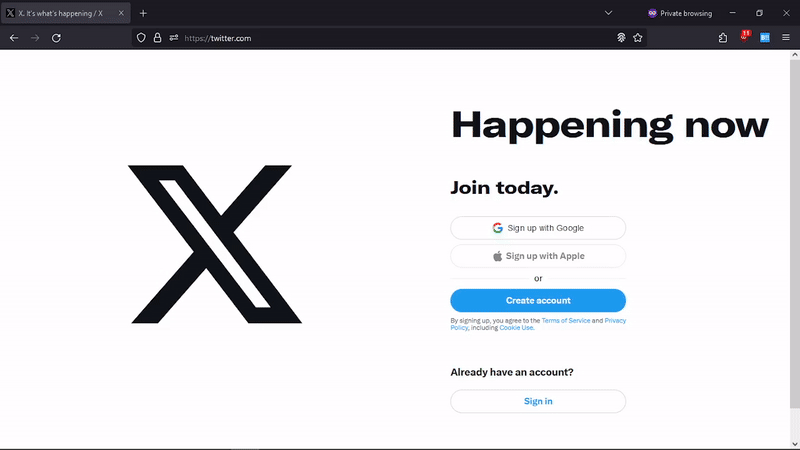 X. It's what's happening / X
Private browsing
https://twitter.com
11
Happening now
Join today.
Sign up with Google
Sign up with Apple
or
Create account
By signing up, you agree to the Terms of Service and Privacy
Policy, including Cookie Use.
Already have an account?
Sign in